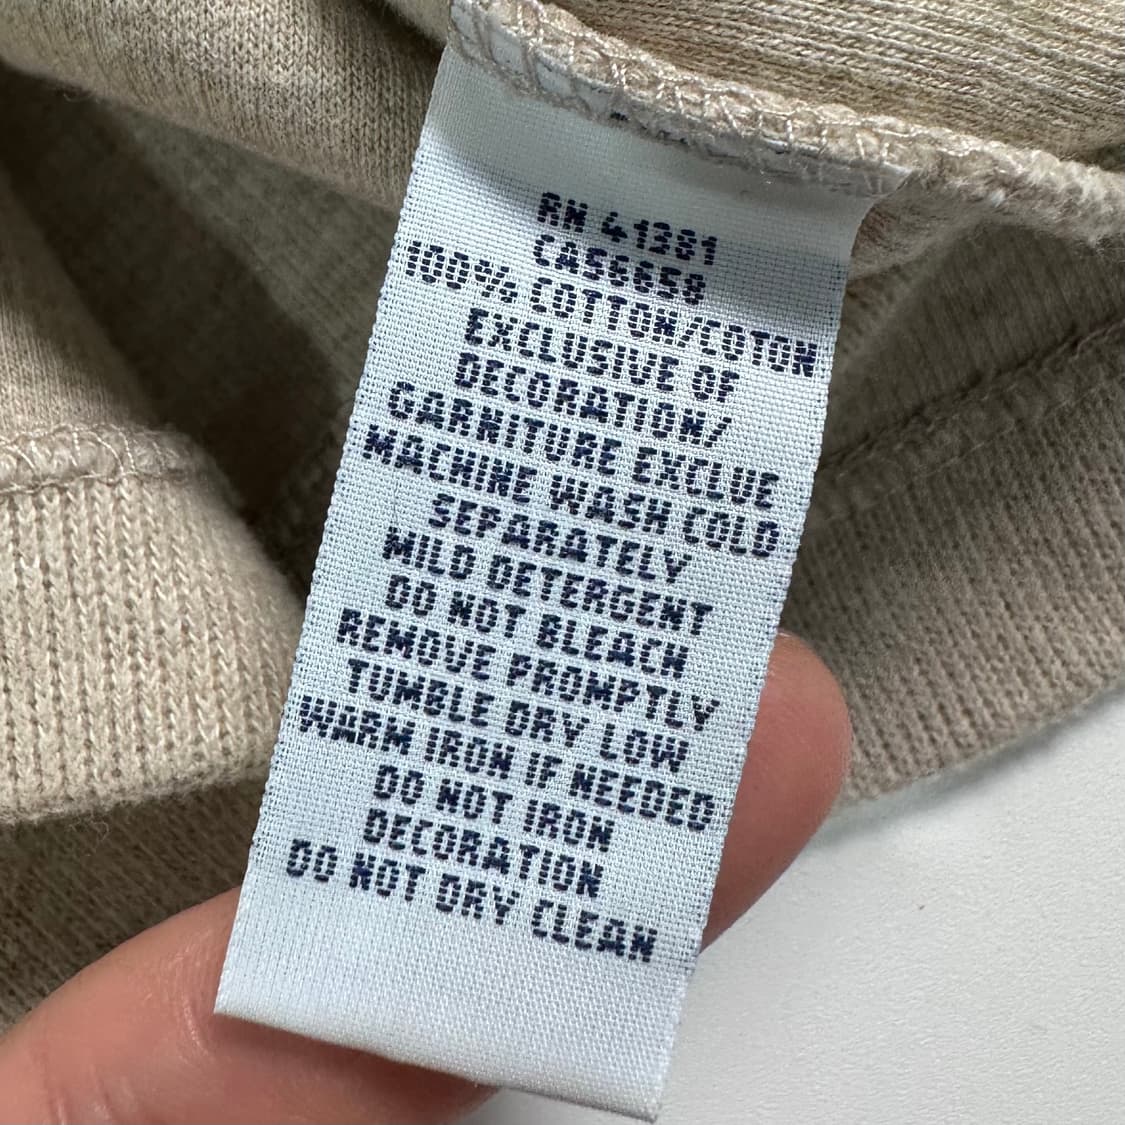 RN 41381
CA56658
100% COTTON/COTON
EXCLUSIVE OF
DECORATION/
GARNITURE EXCLUE
MACHINE WASH COLD
SEPARATELY
MILD DETERGENT
DO NOT BLEACH
REMOVE PROMPTLY
TUMBLE DRY LOW
WARM IRON IF NEEDED
DO NOT IRON
DECORATION
DO NOT DRY CLEAN